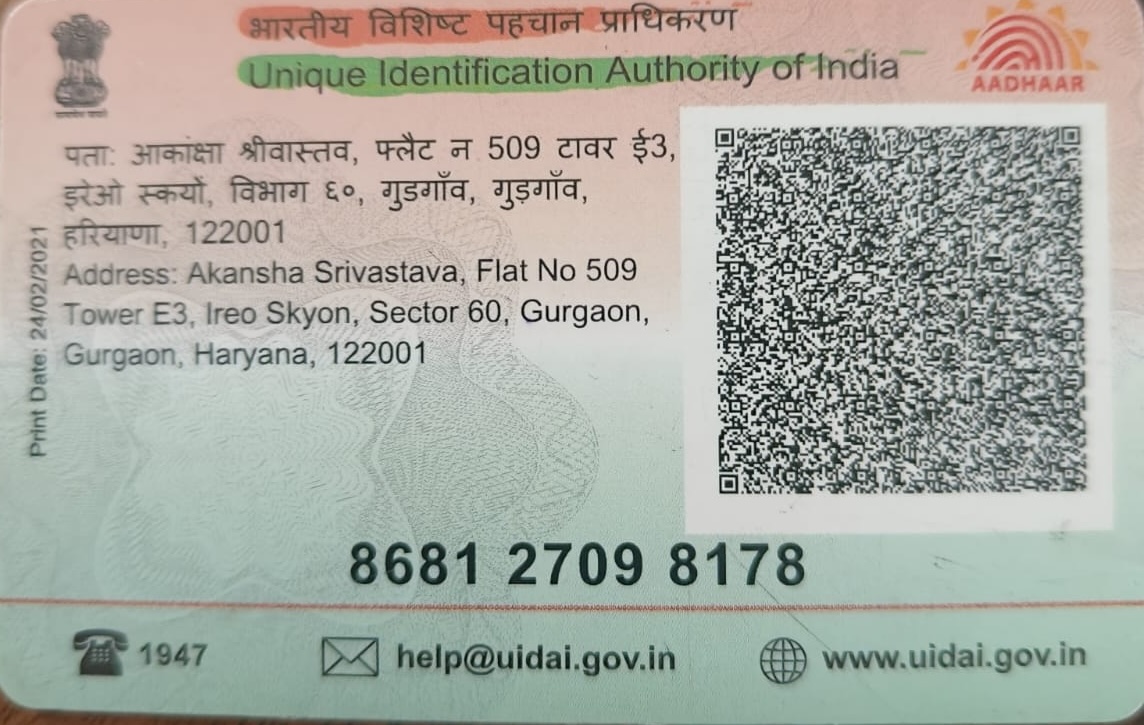 भारतीय विशिष्ट पहचान प्राधिकरण
Unique Identification Authority of India
AADHAAR
पता: आकांक्षा श्रीवास्तव, फ्लैट न 509 टावर ई3,
इरेओ स्कयों, विभाग ६०, गुडगाँव, गुड़गाँव,
हरियाणा, 122001
Address: Akansha Srivastava, Flat No 509
Tower E3, Ireo Skyon, Sector 60, Gurgaon,
Gurgaon, Haryana, 122001
Print Date: 24/02/2021
8681 2709 8178
1947
help@uidai.gov.in
www.uidai.gov.in